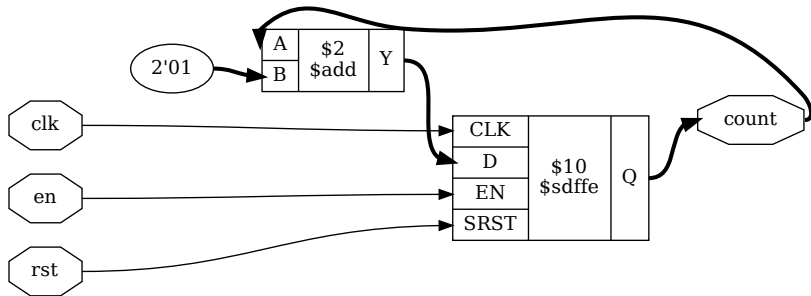 2'01
A
B
$2
$add
Y
clk
en
rst
CLK
D
EN
SRST
$10
$sdffe
Q
count